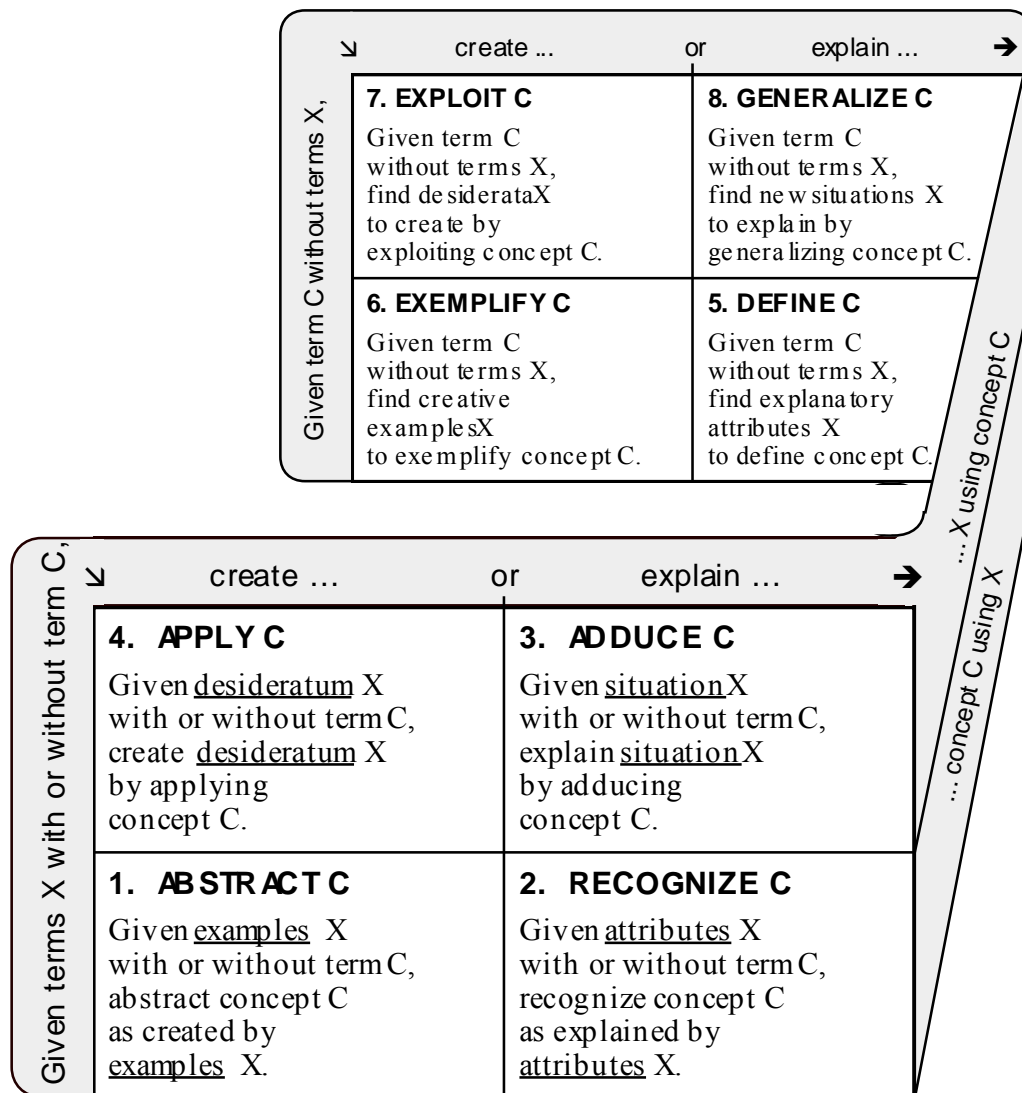 ↘ create ... or explain ... ➔
Given term C without terms X,
7. EXPLOIT C
Given term C
without terms X,
find desiderataX
to create by
exploiting concept C.
8. GENERALIZE C
Given term C
without terms X,
find new situations X
to explain by
generalizing concept C.
6. EXEMPLIFY C
Given term C
without terms X,
find creative
examplesX
to exemplify concept C.
5. DEFINE C
Given term C
without terms X,
find explanatory
attributes X
to define concept C.
.... X using concept C
.... concept C using X
↘ create ... or explain ... ➔
Given terms X with or without term C,
4. APPLY C
Given desideratum X
with or without term C,
create desideratum X
by applying
concept C.
3. ADDUCE C
Given situation X
with or without term C,
explain situation X
by adducing
concept C.
1. ABSTRACT C
Given examples X
with or without term C,
abstract concept C
as created by
examples X.
2. RECOGNIZE C
Given attributes X
with or without term C,
recognize concept C
as explained by
attributes X.